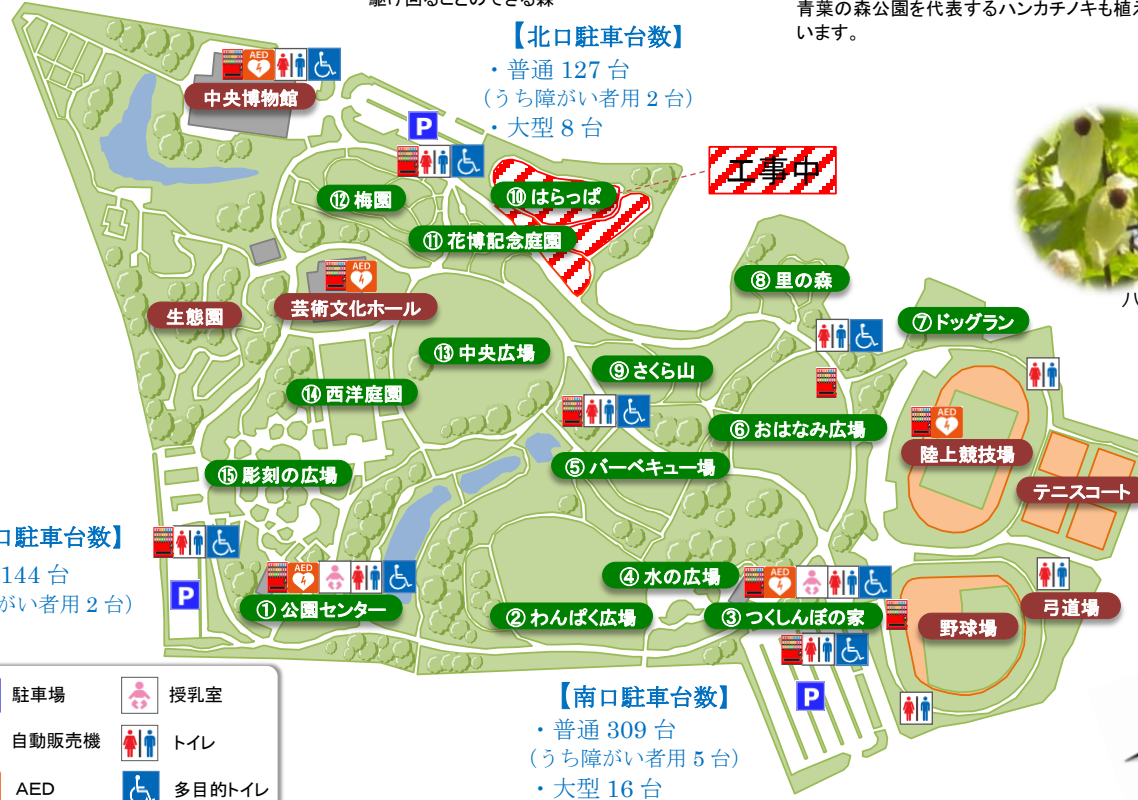 駆け回ることのできる森
青葉の森公園を代表するハンカチノキも植え
います。
【北口駐車台数】
・普通 127 台
（うち障がい者用 2 台）
・大型 8 台
AED
中央博物館
P
工事中
⑩ はらっぱ
⑫ 梅園
⑪ 花博記念庭園
⑧ 里の森
ハ
AED
芸術文化ホール
生態園
⑦ ドッグラン
⑬ 中央広場
⑨ さくら山
⑭ 西洋庭園
AED
⑥ おはなみ広場
陸上競技場
⑤ バーベキュー場
⑮ 彫刻の広場
テニスコート
口駐車台数】
144 台
がい者用 2 台）
P
AED
① 公園センター
④ 水の広場
AED
② わんぱく広場
③ つくしんぼの家
野球場
弓道場
P
【南口駐車台数】
・普通 309 台
（うち障がい者用 5 台）
・大型 16 台
駐車場
授乳室
自動販売機
トイレ
AED
多目的トイレ